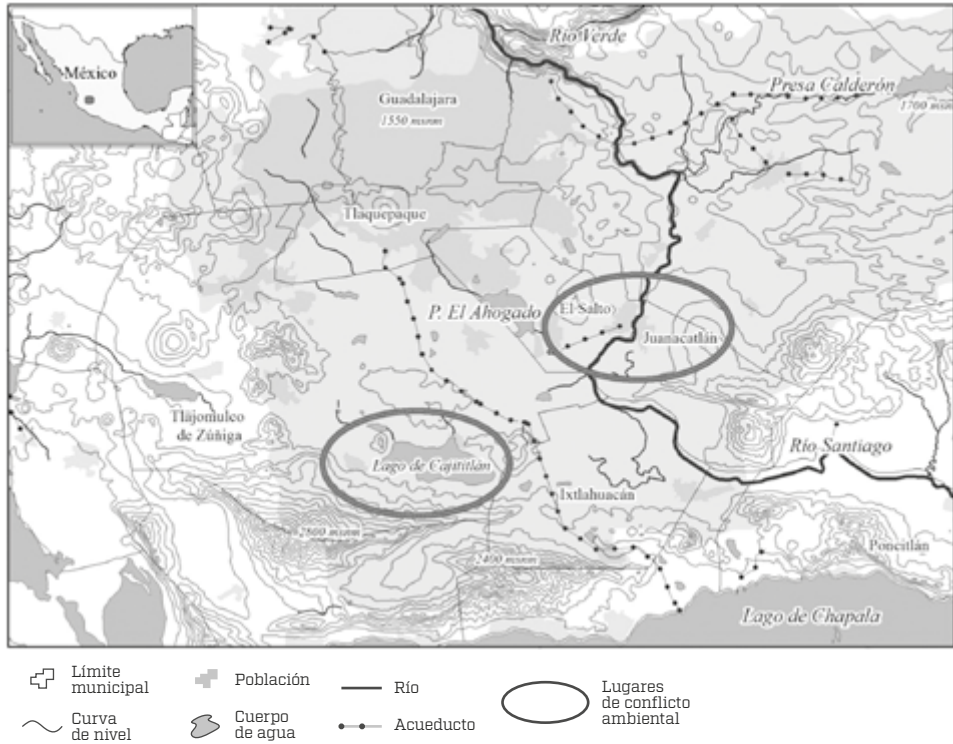 México
Río Verde
Guadalajara
1550 msnm
Presa Calderón
1700 msnm
Tlaquepaque
P. El Ahogado
El Salto
Juanacatlán
Tlajomulco
de Zúñiga
Lago de Cajititlán
Río Santiago
Ixtlahuacán
2800 msnm
2400 msnm
Poncitlán
Lago de Chapala
Límite
municipal
Población
Río
Lugares
de conflicto
ambiental
Curva
de nivel
Cuerpo
de agua
Acueducto